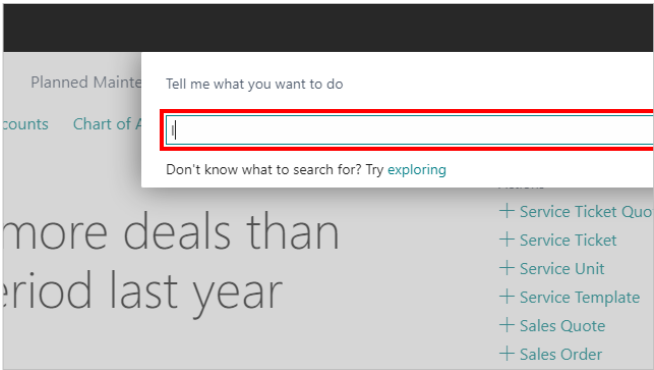 Planned Mainte
Tell me what you want to do
counts Chart of A
I
Don't know what to search for? Try exploring
Actions
more deals than
eriod last year
+ Service Ticket Quo
+ Service Ticket
+ Service Unit
+ Service Template
+ Sales Quote
+ Sales Order